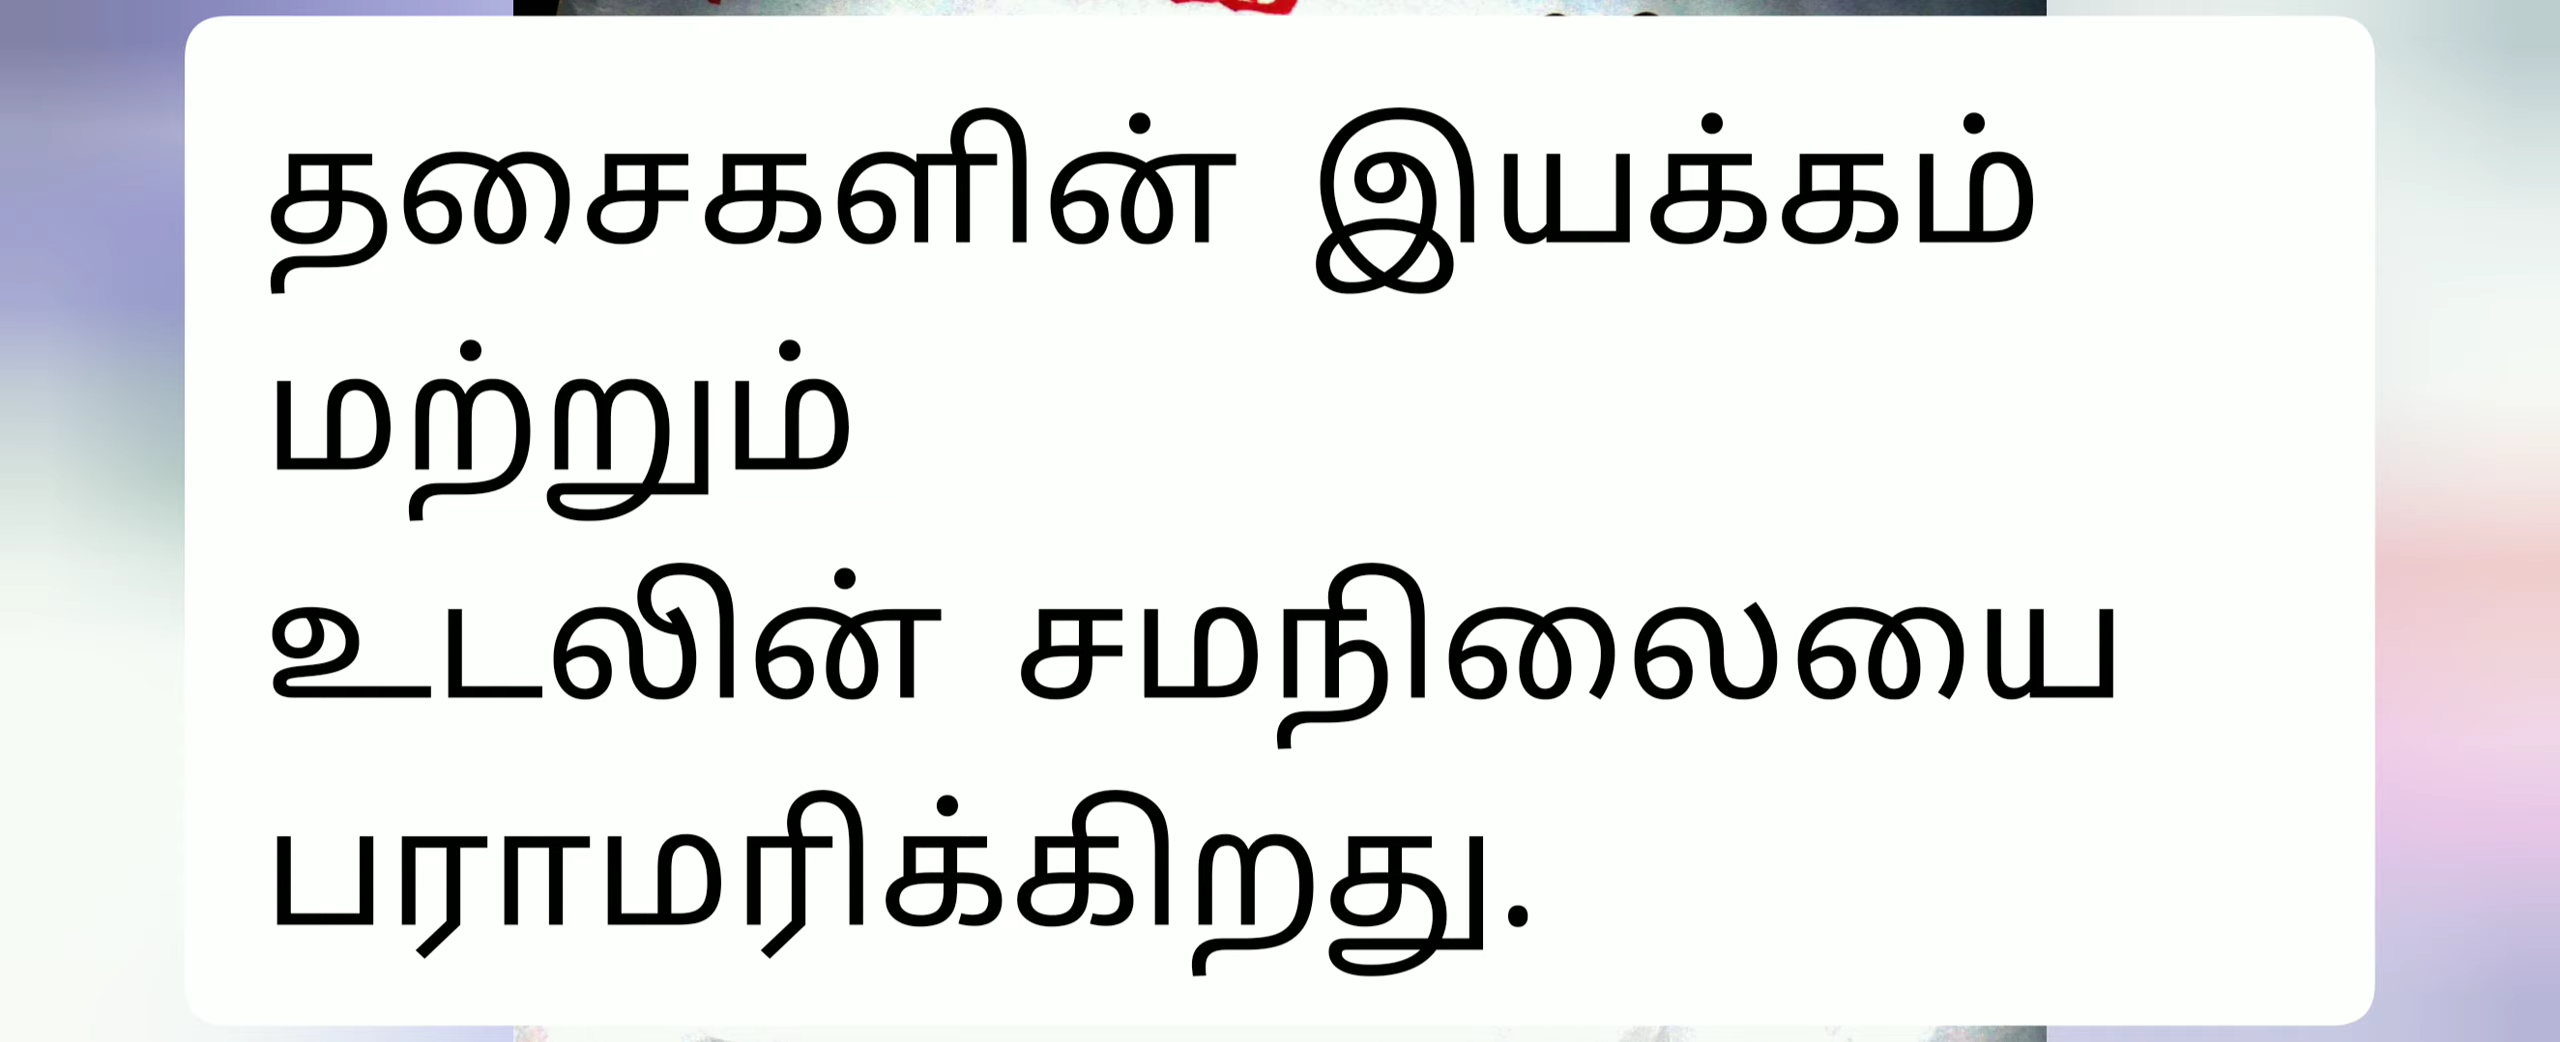 தசைகளின் இயக்கம்
மற்றும்
உடலின் சமநிலையை
பராமரிக்கிறது.